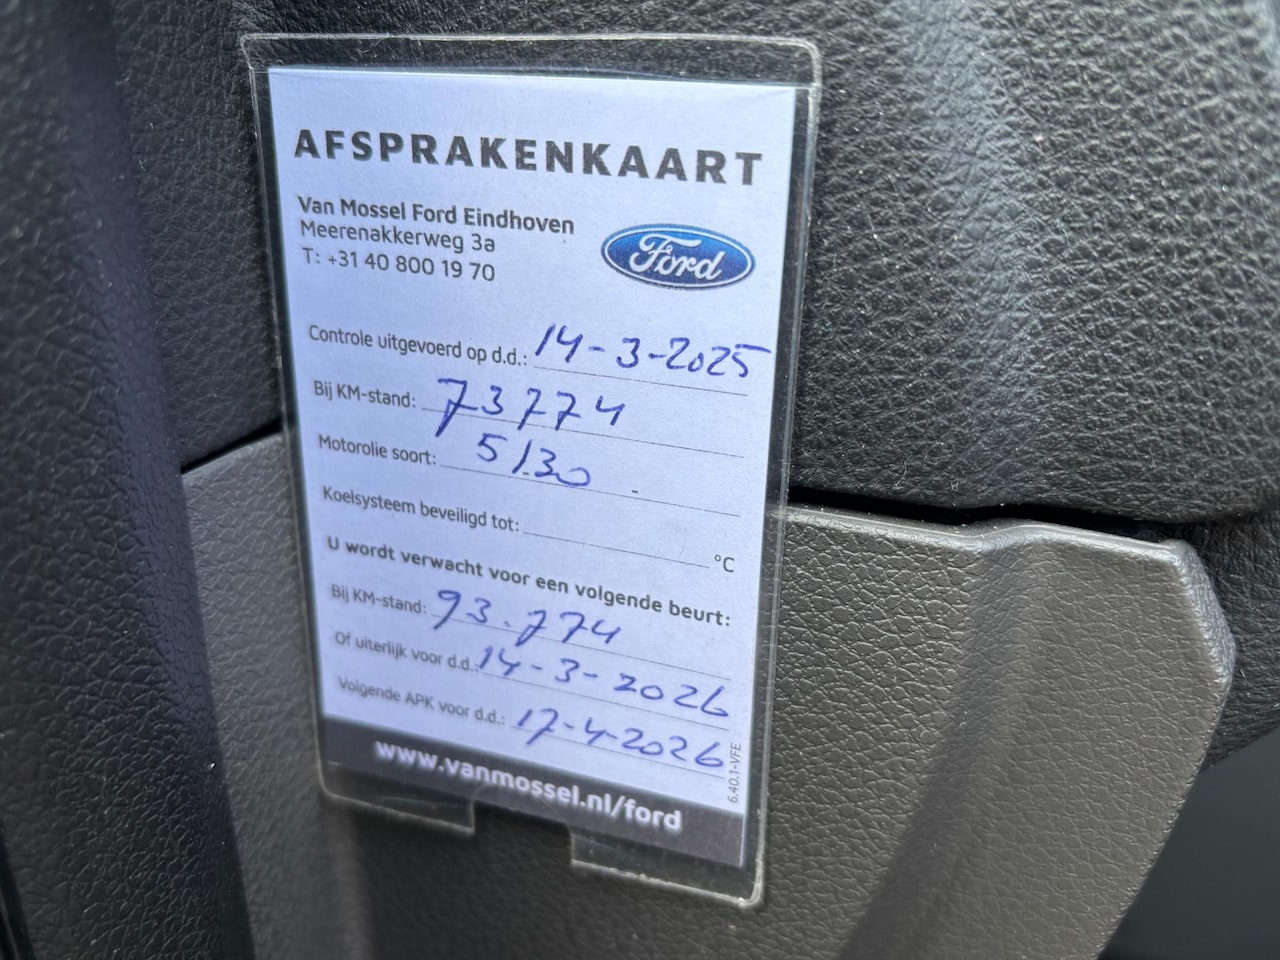 AFSPRAKENKAART
Van Mossel Ford Eindhoven
Meerenakkerweg 3a
T: +31 40 800 19 70
Ford
Controle uitgevoerd op d.d.: 14-3-2025
Bij KM-stand: 73774
Motorolie soort: 5/30
Koelsysteem beveiligd tot: °C
U wordt verwacht voor een volgende beurt:
Bij KM-stand: 93.774
Of uiterlijk voor d.d.: 14-3-2026
Volgende APK voor d.d.: 17-4-2026
www.vanmossel.nl/ford
6.40.1-VFE